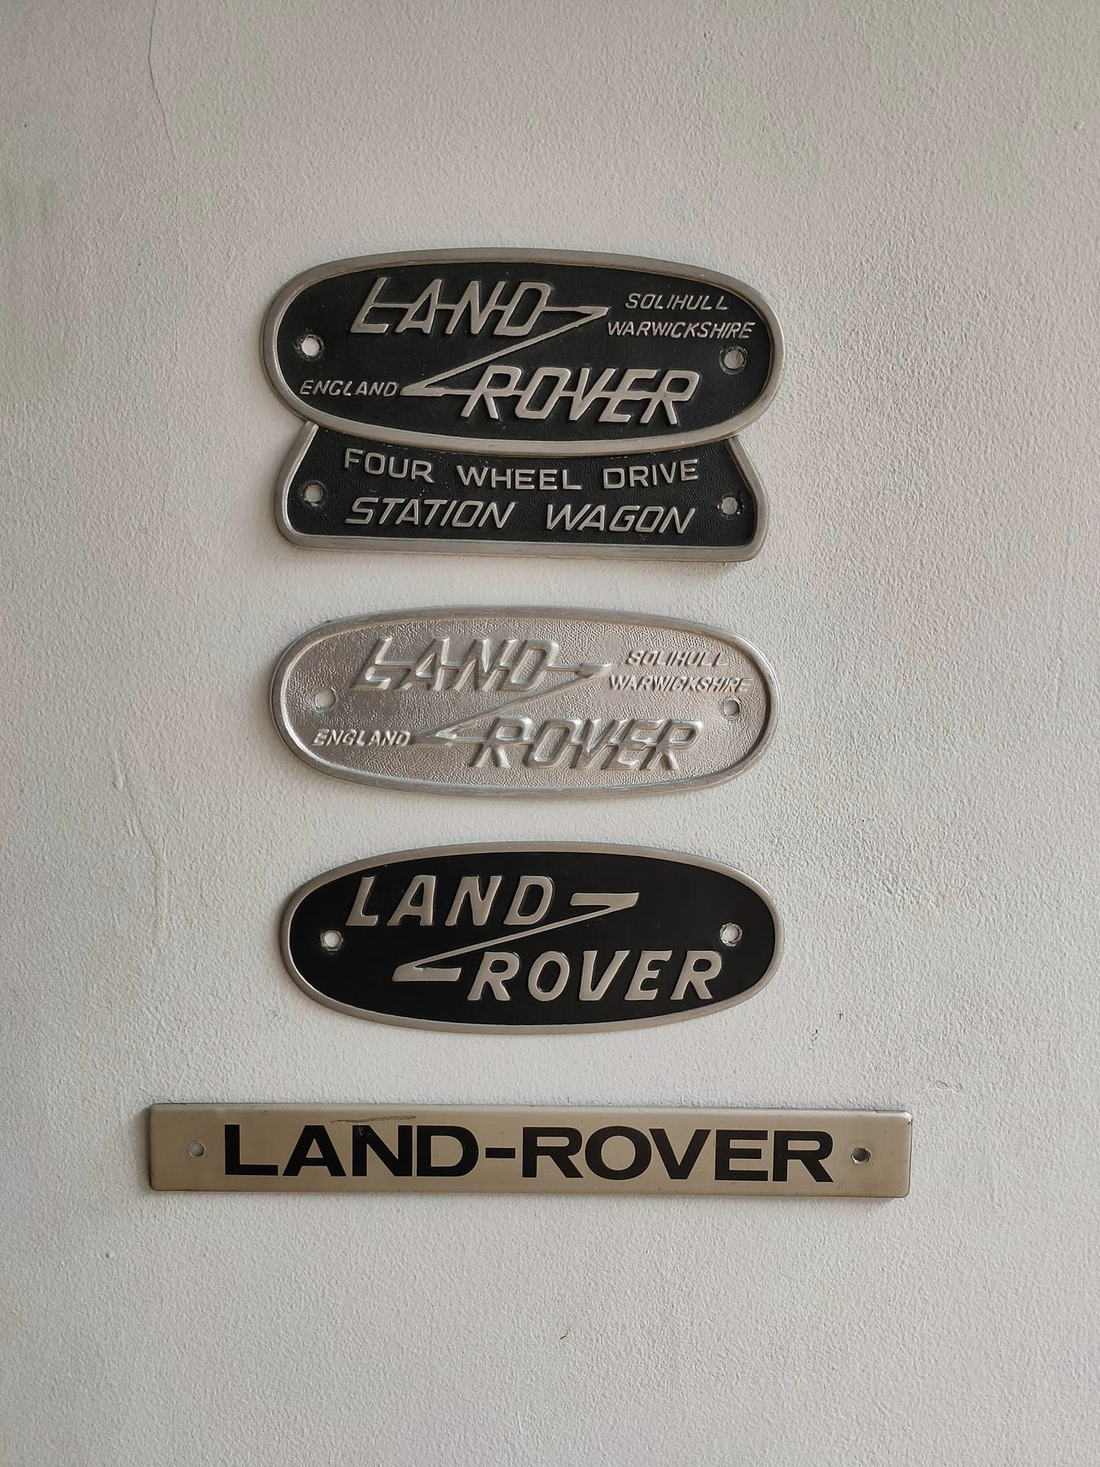 LAND
SOLIHULL
WARWICKSHIRE
ENGLAND
ROVER
FOUR WHEEL DRIVE
STATION WAGON
LAND
SOLIHULL
WARWICKSHIRE
ENGLAND
ROVER
LAND
ROVER
LAND-ROVER